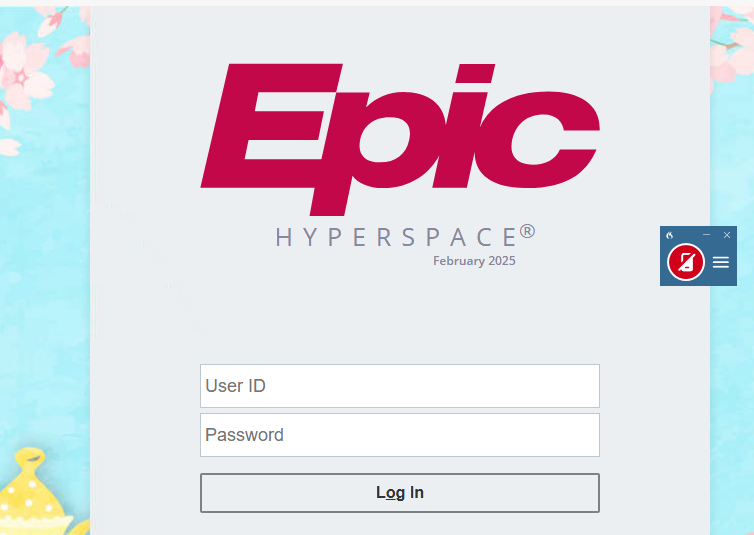 Epic
HYPERSPACE®
February 2025
User ID
Password
Log In